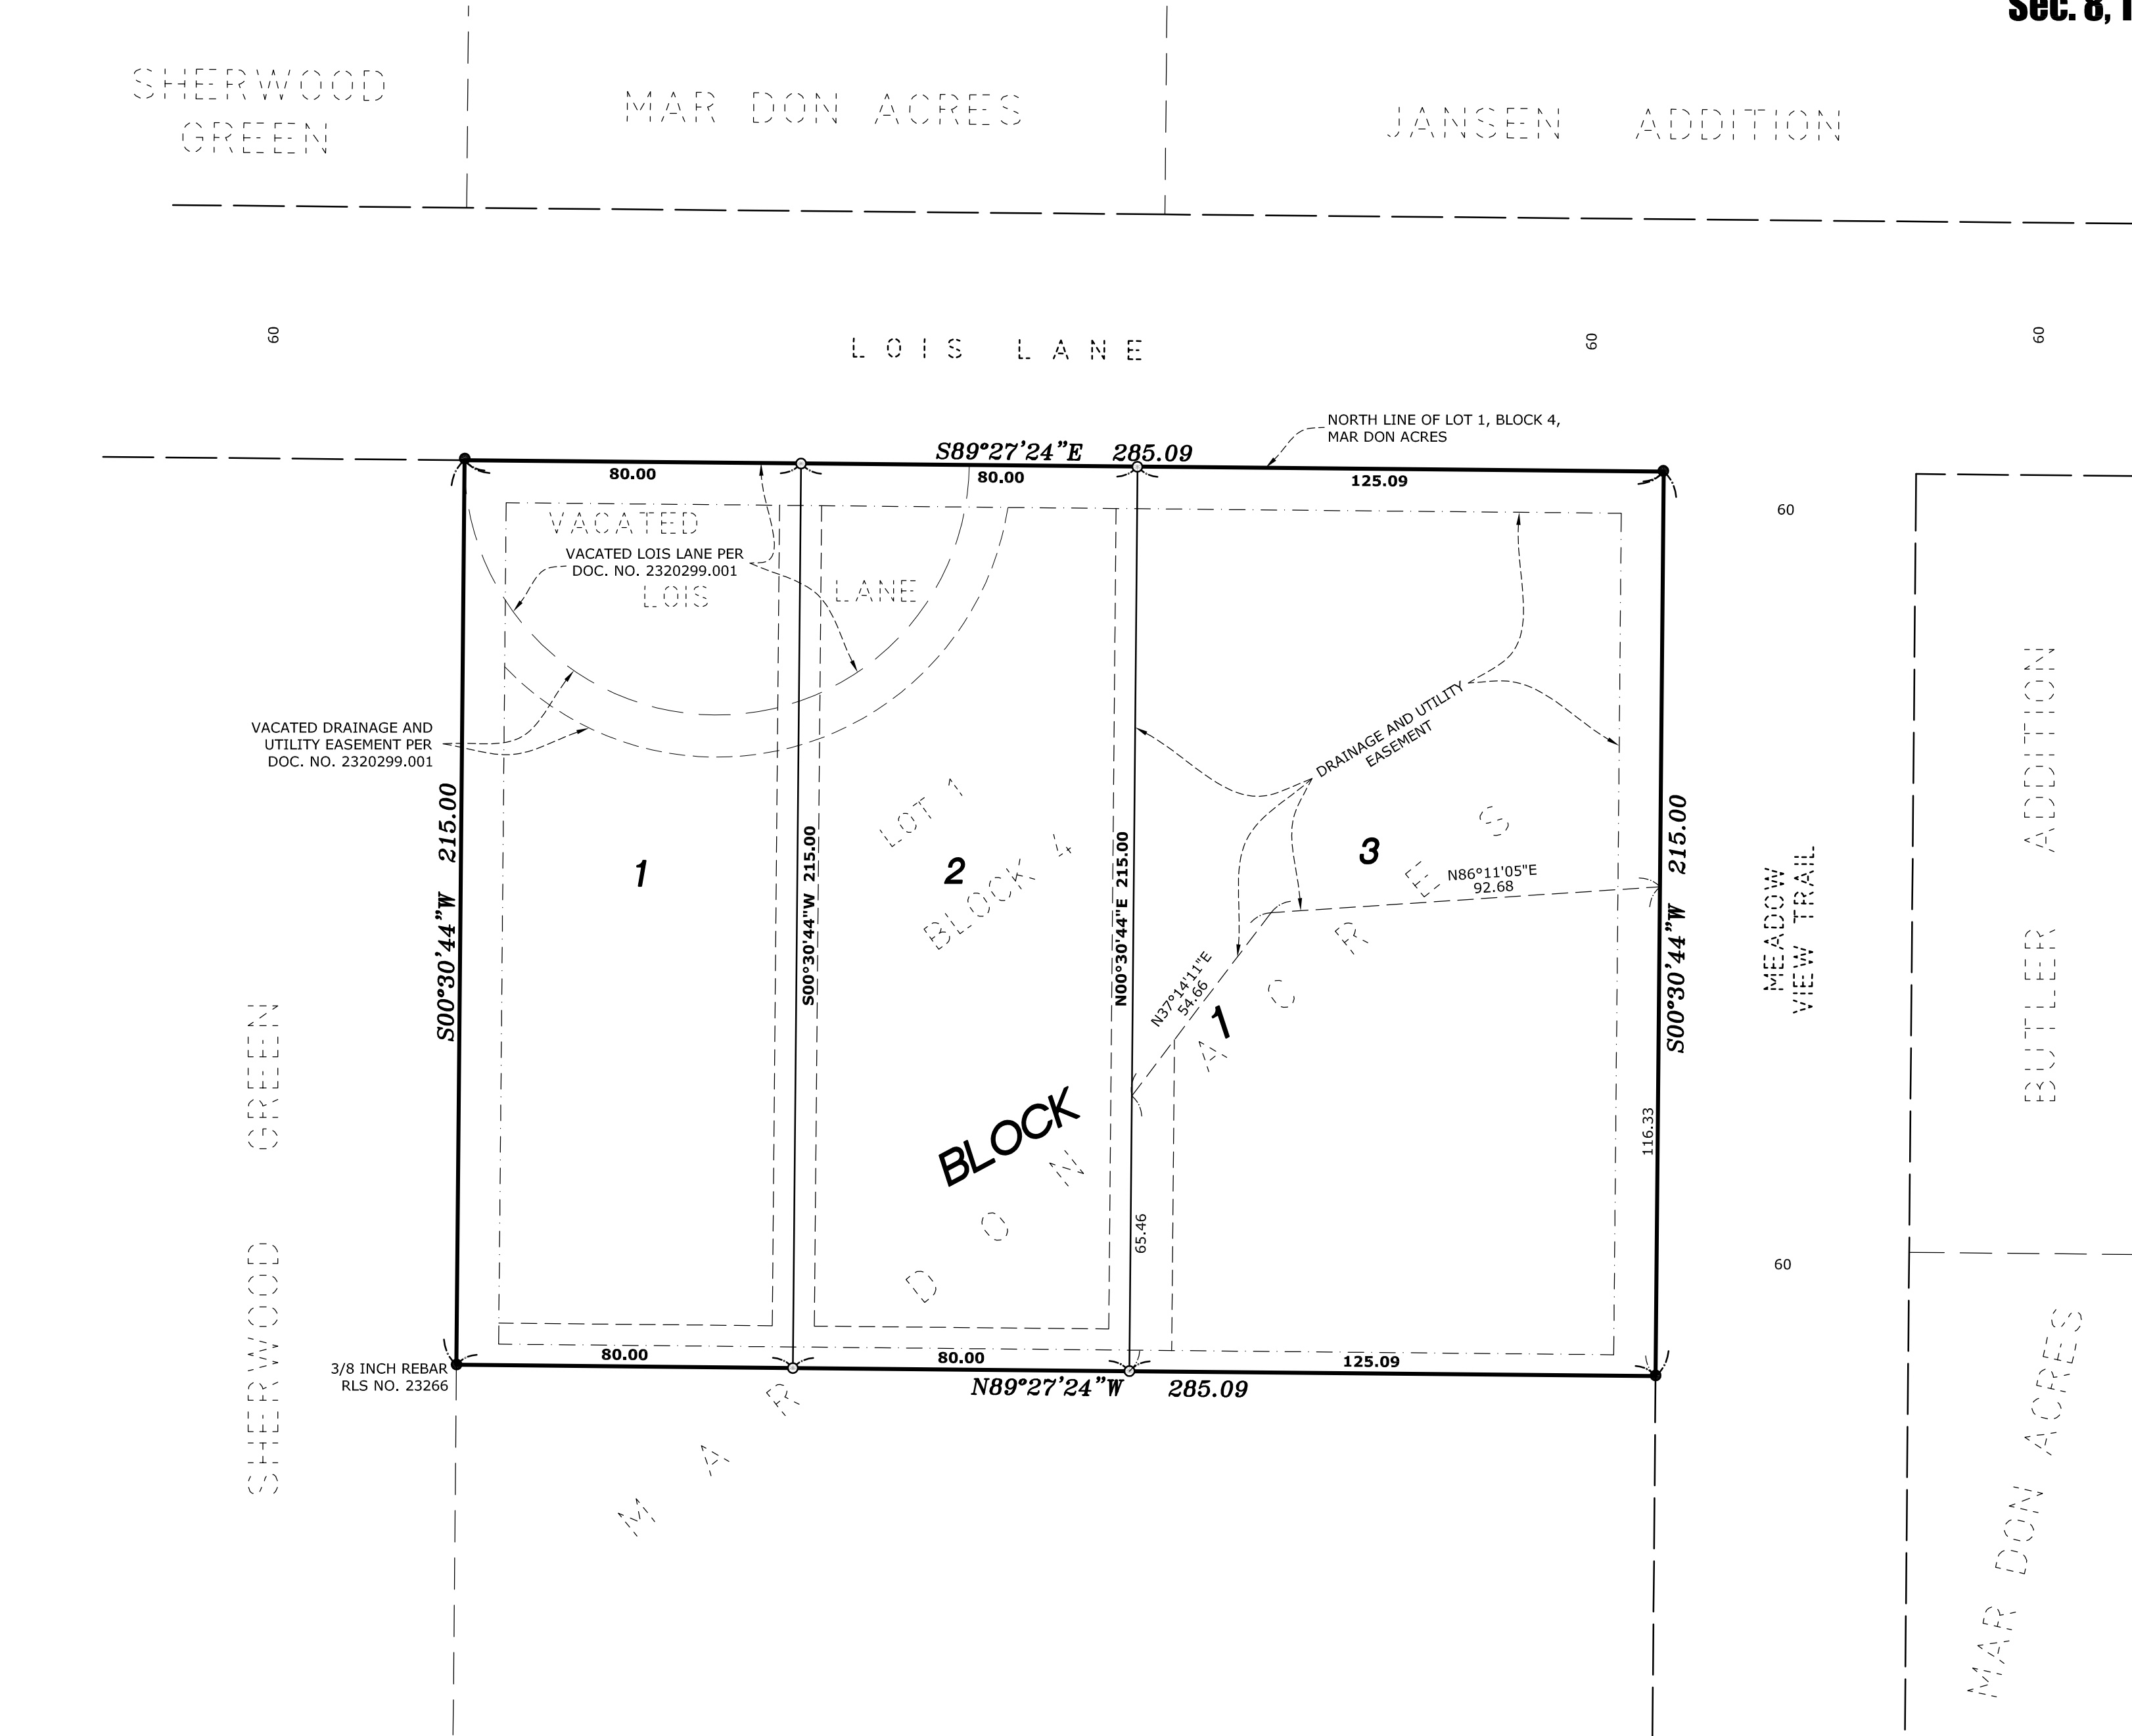 Sec. 8, T
SHERWOOD
GREEN
MAR DON ACRES
JANSEN ADDITION
60
LOIS LANE
60
60
NORTH LINE OF LOT 1, BLOCK 4,
MAR DON ACRES
S89°27'24"E 285.09
80.00
80.00
125.09
60
VACATED
VACATED LOIS LANE PER
DOC. NO. 2320299.001
LOIS
LANE
VACATED DRAINAGE AND
UTILITY EASEMENT PER
DOC. NO. 2320299.001
DRAINAGE AND UTILITY
EASEMENT
LOT 1
BLOCK 4
1
2
3
S00°30'44"W 215.00
S00°30'44"W 215.00
N00°30'44"E 215.00
S00°30'44"W 215.00
N86°11'05"E
92.68
N37°14'11"E
54.66
BLOCK 1
65.46
116.33
MEADOW
VIEW TRAIL
BUTLER ADDITION
SHERWOOD GREEN
60
3/8 INCH REBAR
RLS NO. 23266
80.00
80.00
125.09
N89°27'24"W 285.09
MAR DON ACRES
MAR DON ACRES